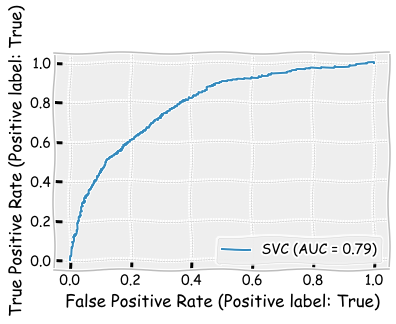 True Positive Rate (Positive label: True)
1.0
0.8
0.6
0.4
0.2
0.0
SVC (AUC = 0.79)
0.0 0.2 0.4 0.6 0.8 1.0
False Positive Rate (Positive label: True)